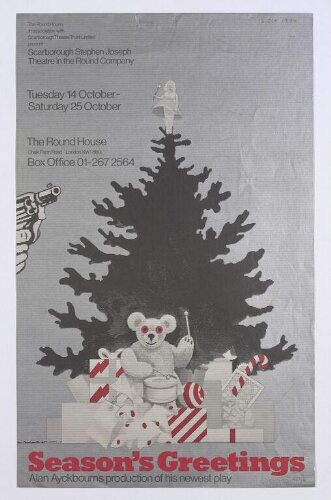 The Round House
in association with
Scarborough Theatre Trust Limited
present
Scarborough Stephen Joseph
Theatre in the Round Company
Tuesday 14 October-
Saturday 25 October
The Round House
Chalk Farm Road London NW1 8BG
Box Office 01-267 2564
Season's Greetings
Alan Ayckbourn's production of his newest play